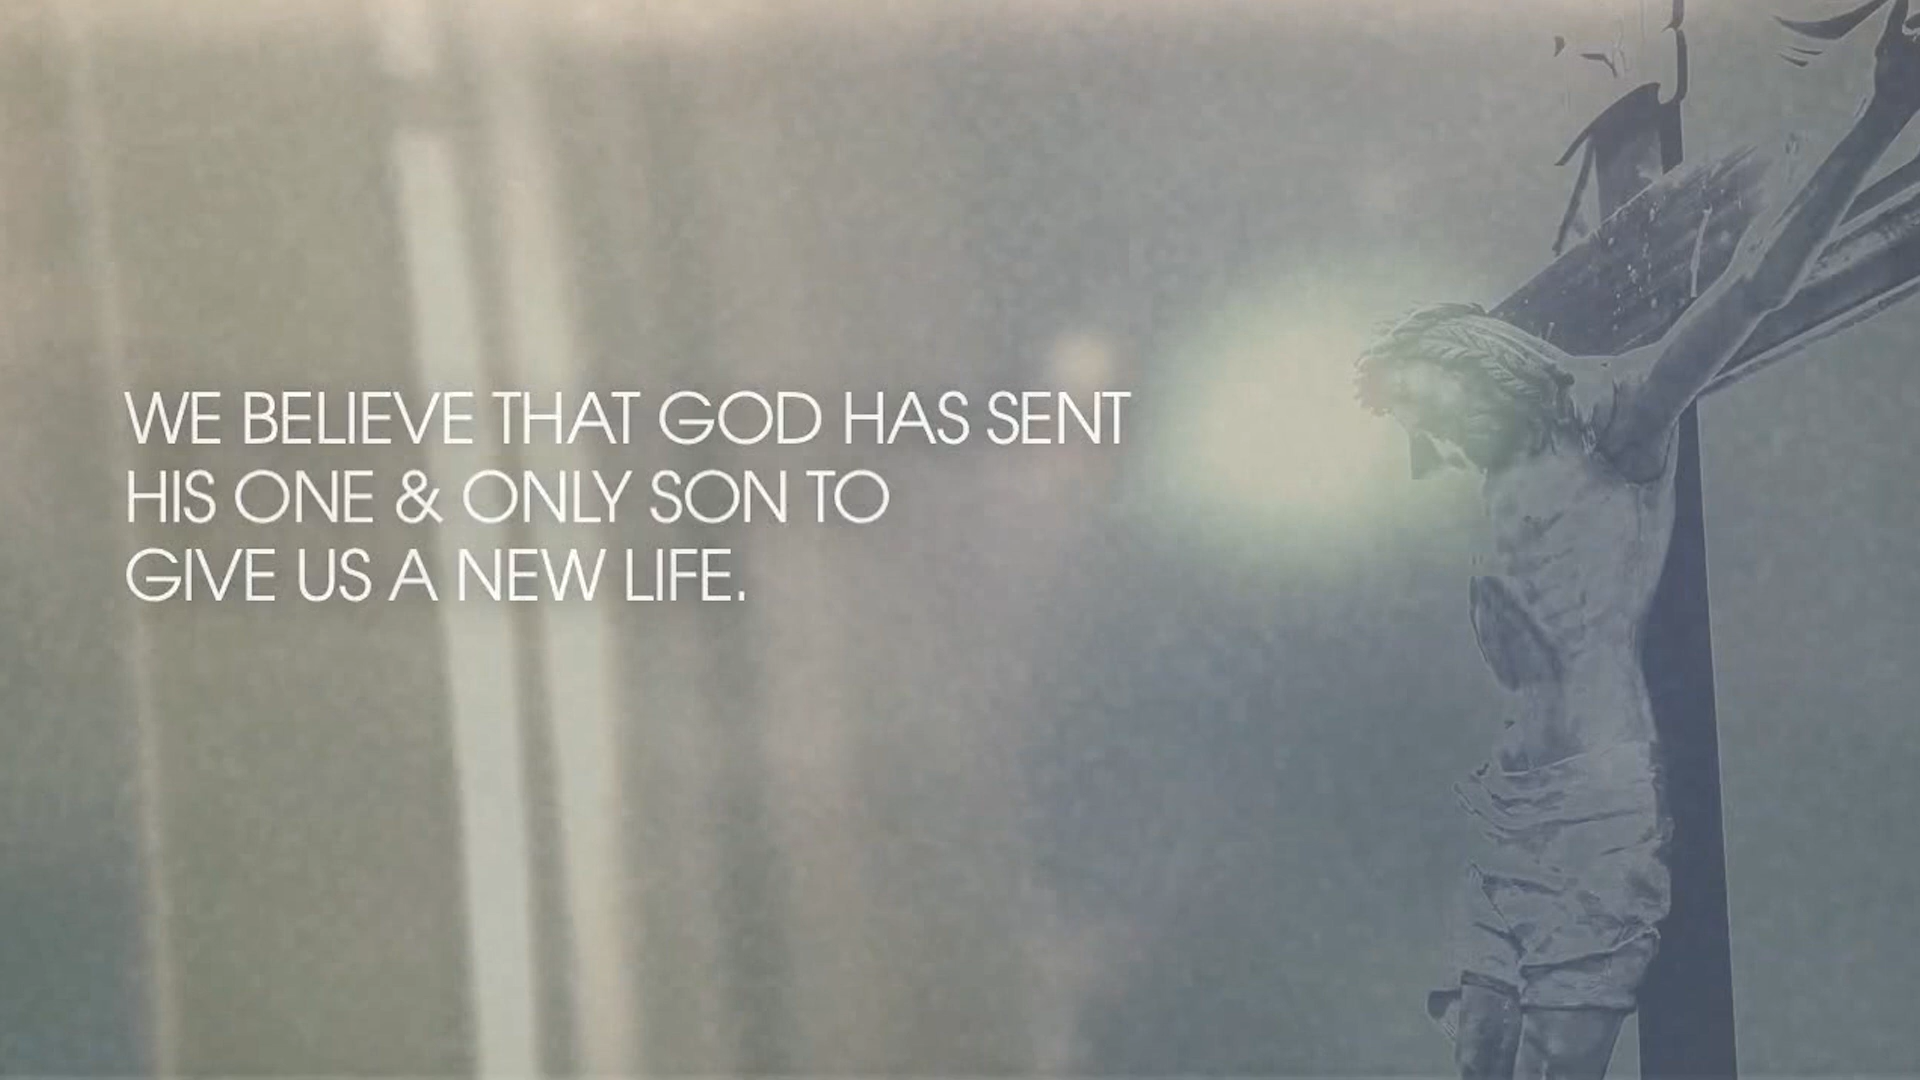 WE BELIEVE THAT GOD HAS SENT
HIS ONE & ONLY SON TO
GIVE US A NEW LIFE.